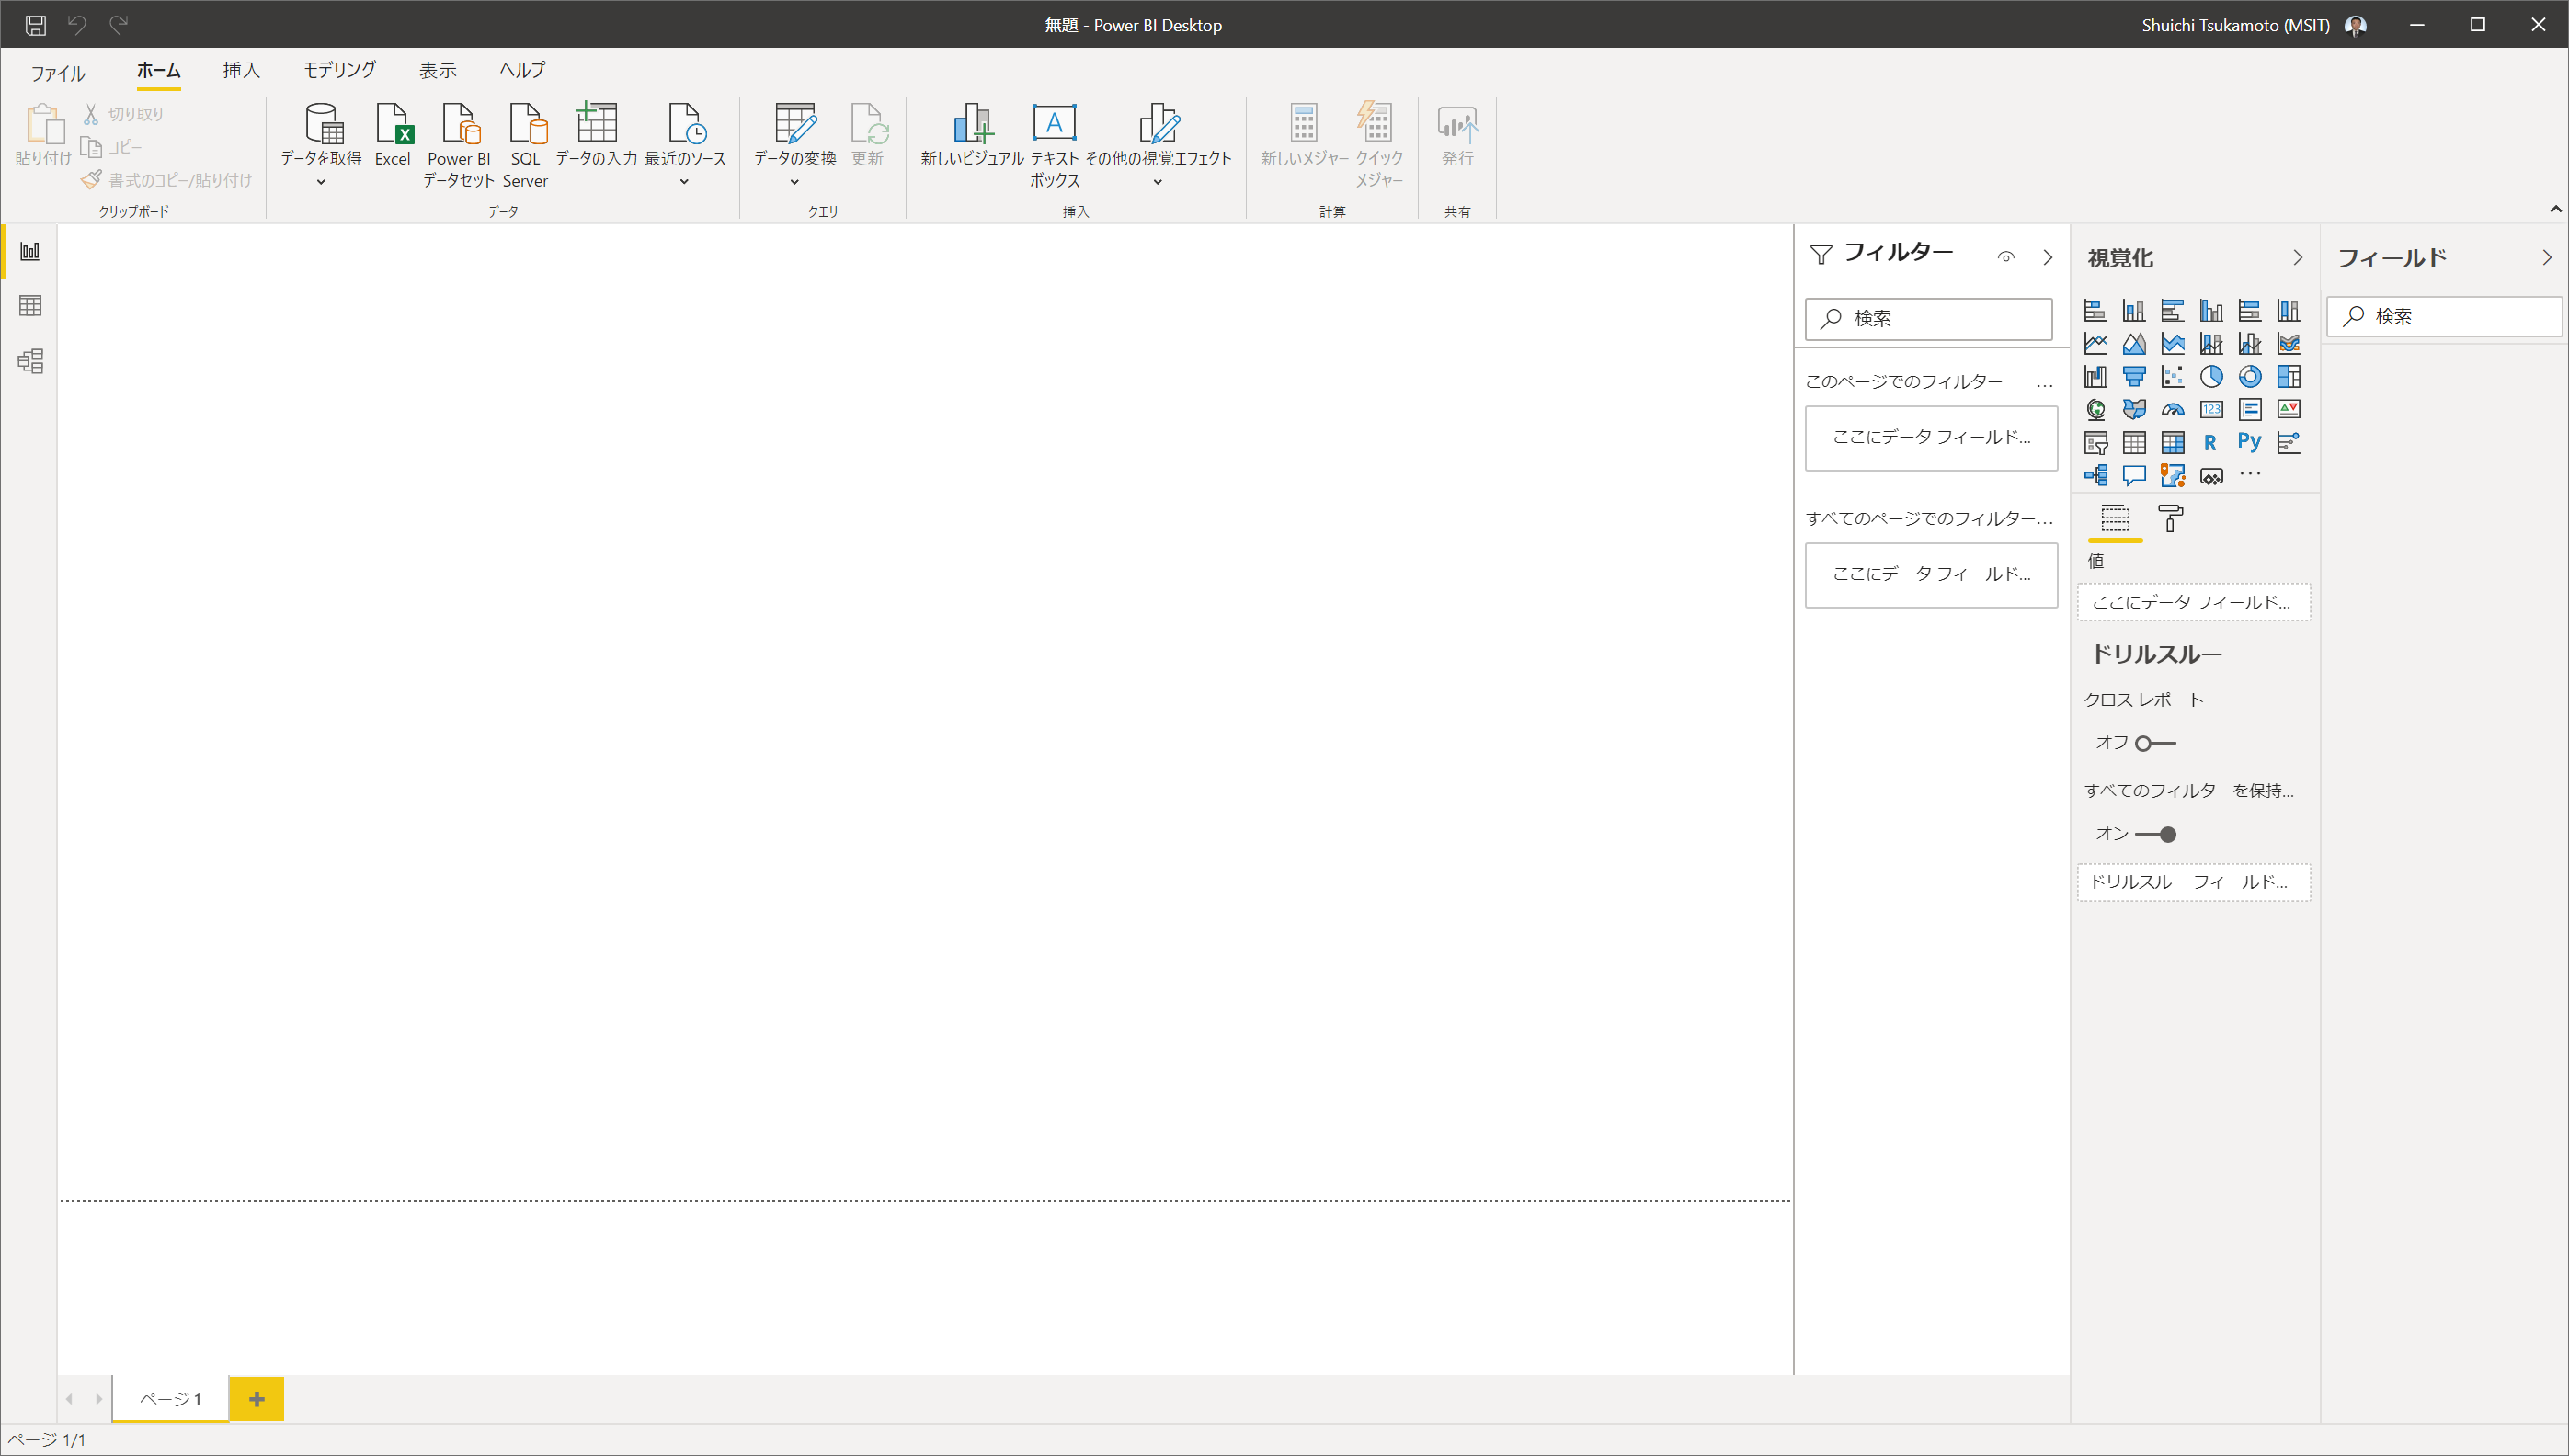 無題 - Power BI Desktop
Shuichi Tsukamoto (MSIT)
ファイル
ホーム
挿入
モデリング
表示
ヘルプ
貼り付け
切り取り
コピー
書式のコピー/貼り付け
クリップボード
データを取得
Excel
Power BI
データセット
SQL
Server
データの入力
最近のソース
データ
データの変換
更新
クエリ
新しいビジュアル
テキスト
ボックス
その他の視覚エフェクト
挿入
新しいメジャー
クイック
メジャー
計算
発行
共有
フィルター
検索
このページでのフィルター ...
ここにデータ フィールド...
すべてのページでのフィルター...
ここにデータ フィールド...
視覚化
123
R
Py
...
値
ここにデータ フィールド...
ドリルスルー
クロス レポート
オフ
すべてのフィルターを保持...
オン
ドリルスルー フィールド...
フィールド
検索
ページ 1
ページ 1/1